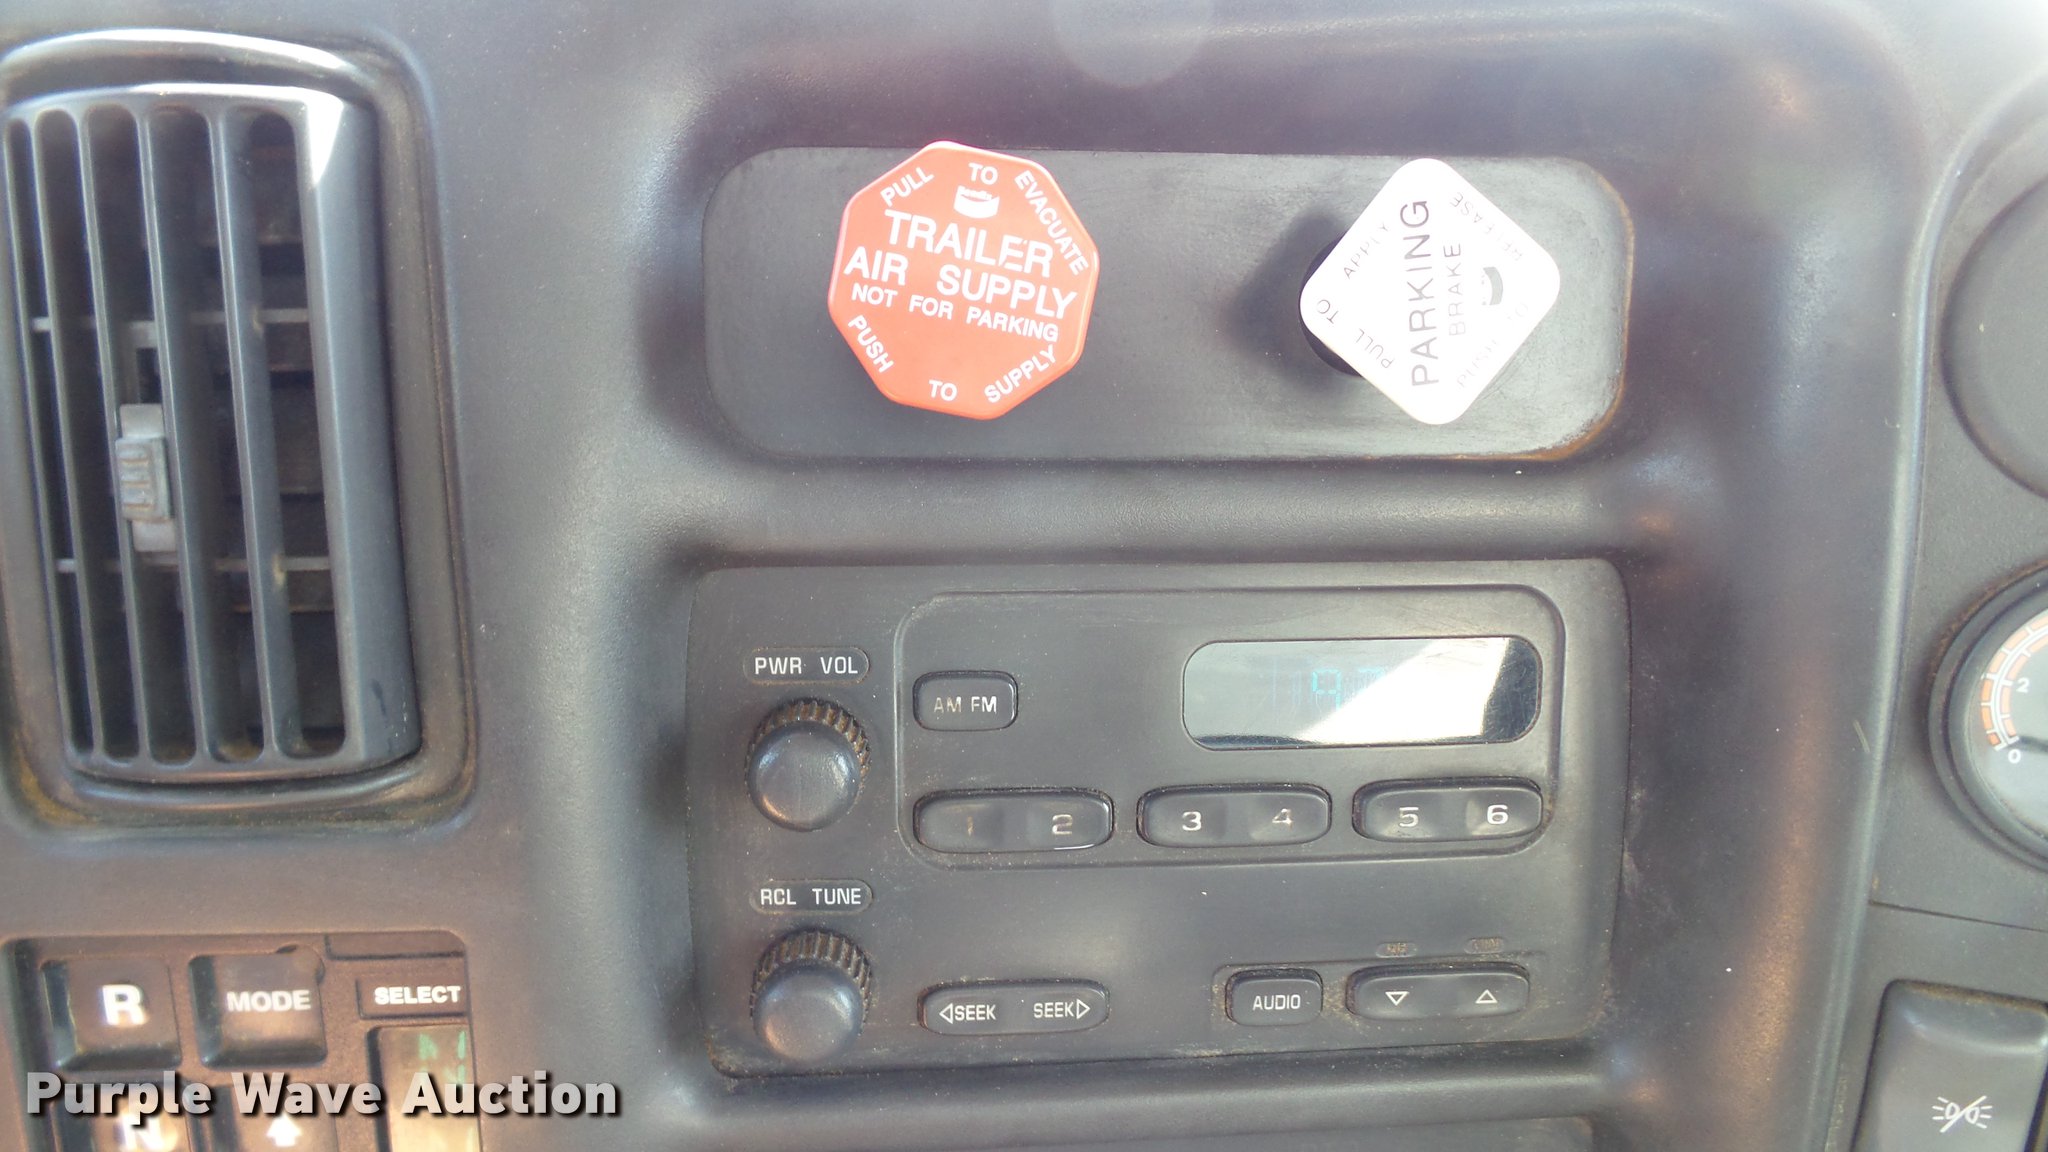 PULL TO EVACUATE
TRAILER
AIR SUPPLY
NOT FOR PARKING
PUSH TO SUPPLY
PULL TO APPLY
PARKING
BRAKE
PUSH TO RELEASE
PWR VOL
AM FM
1 2 3 4 5 6
RCL TUNE
◁SEEK SEEK▷
AUDIO
R MODE SELECT
N
2
0
Purple Wave Auction